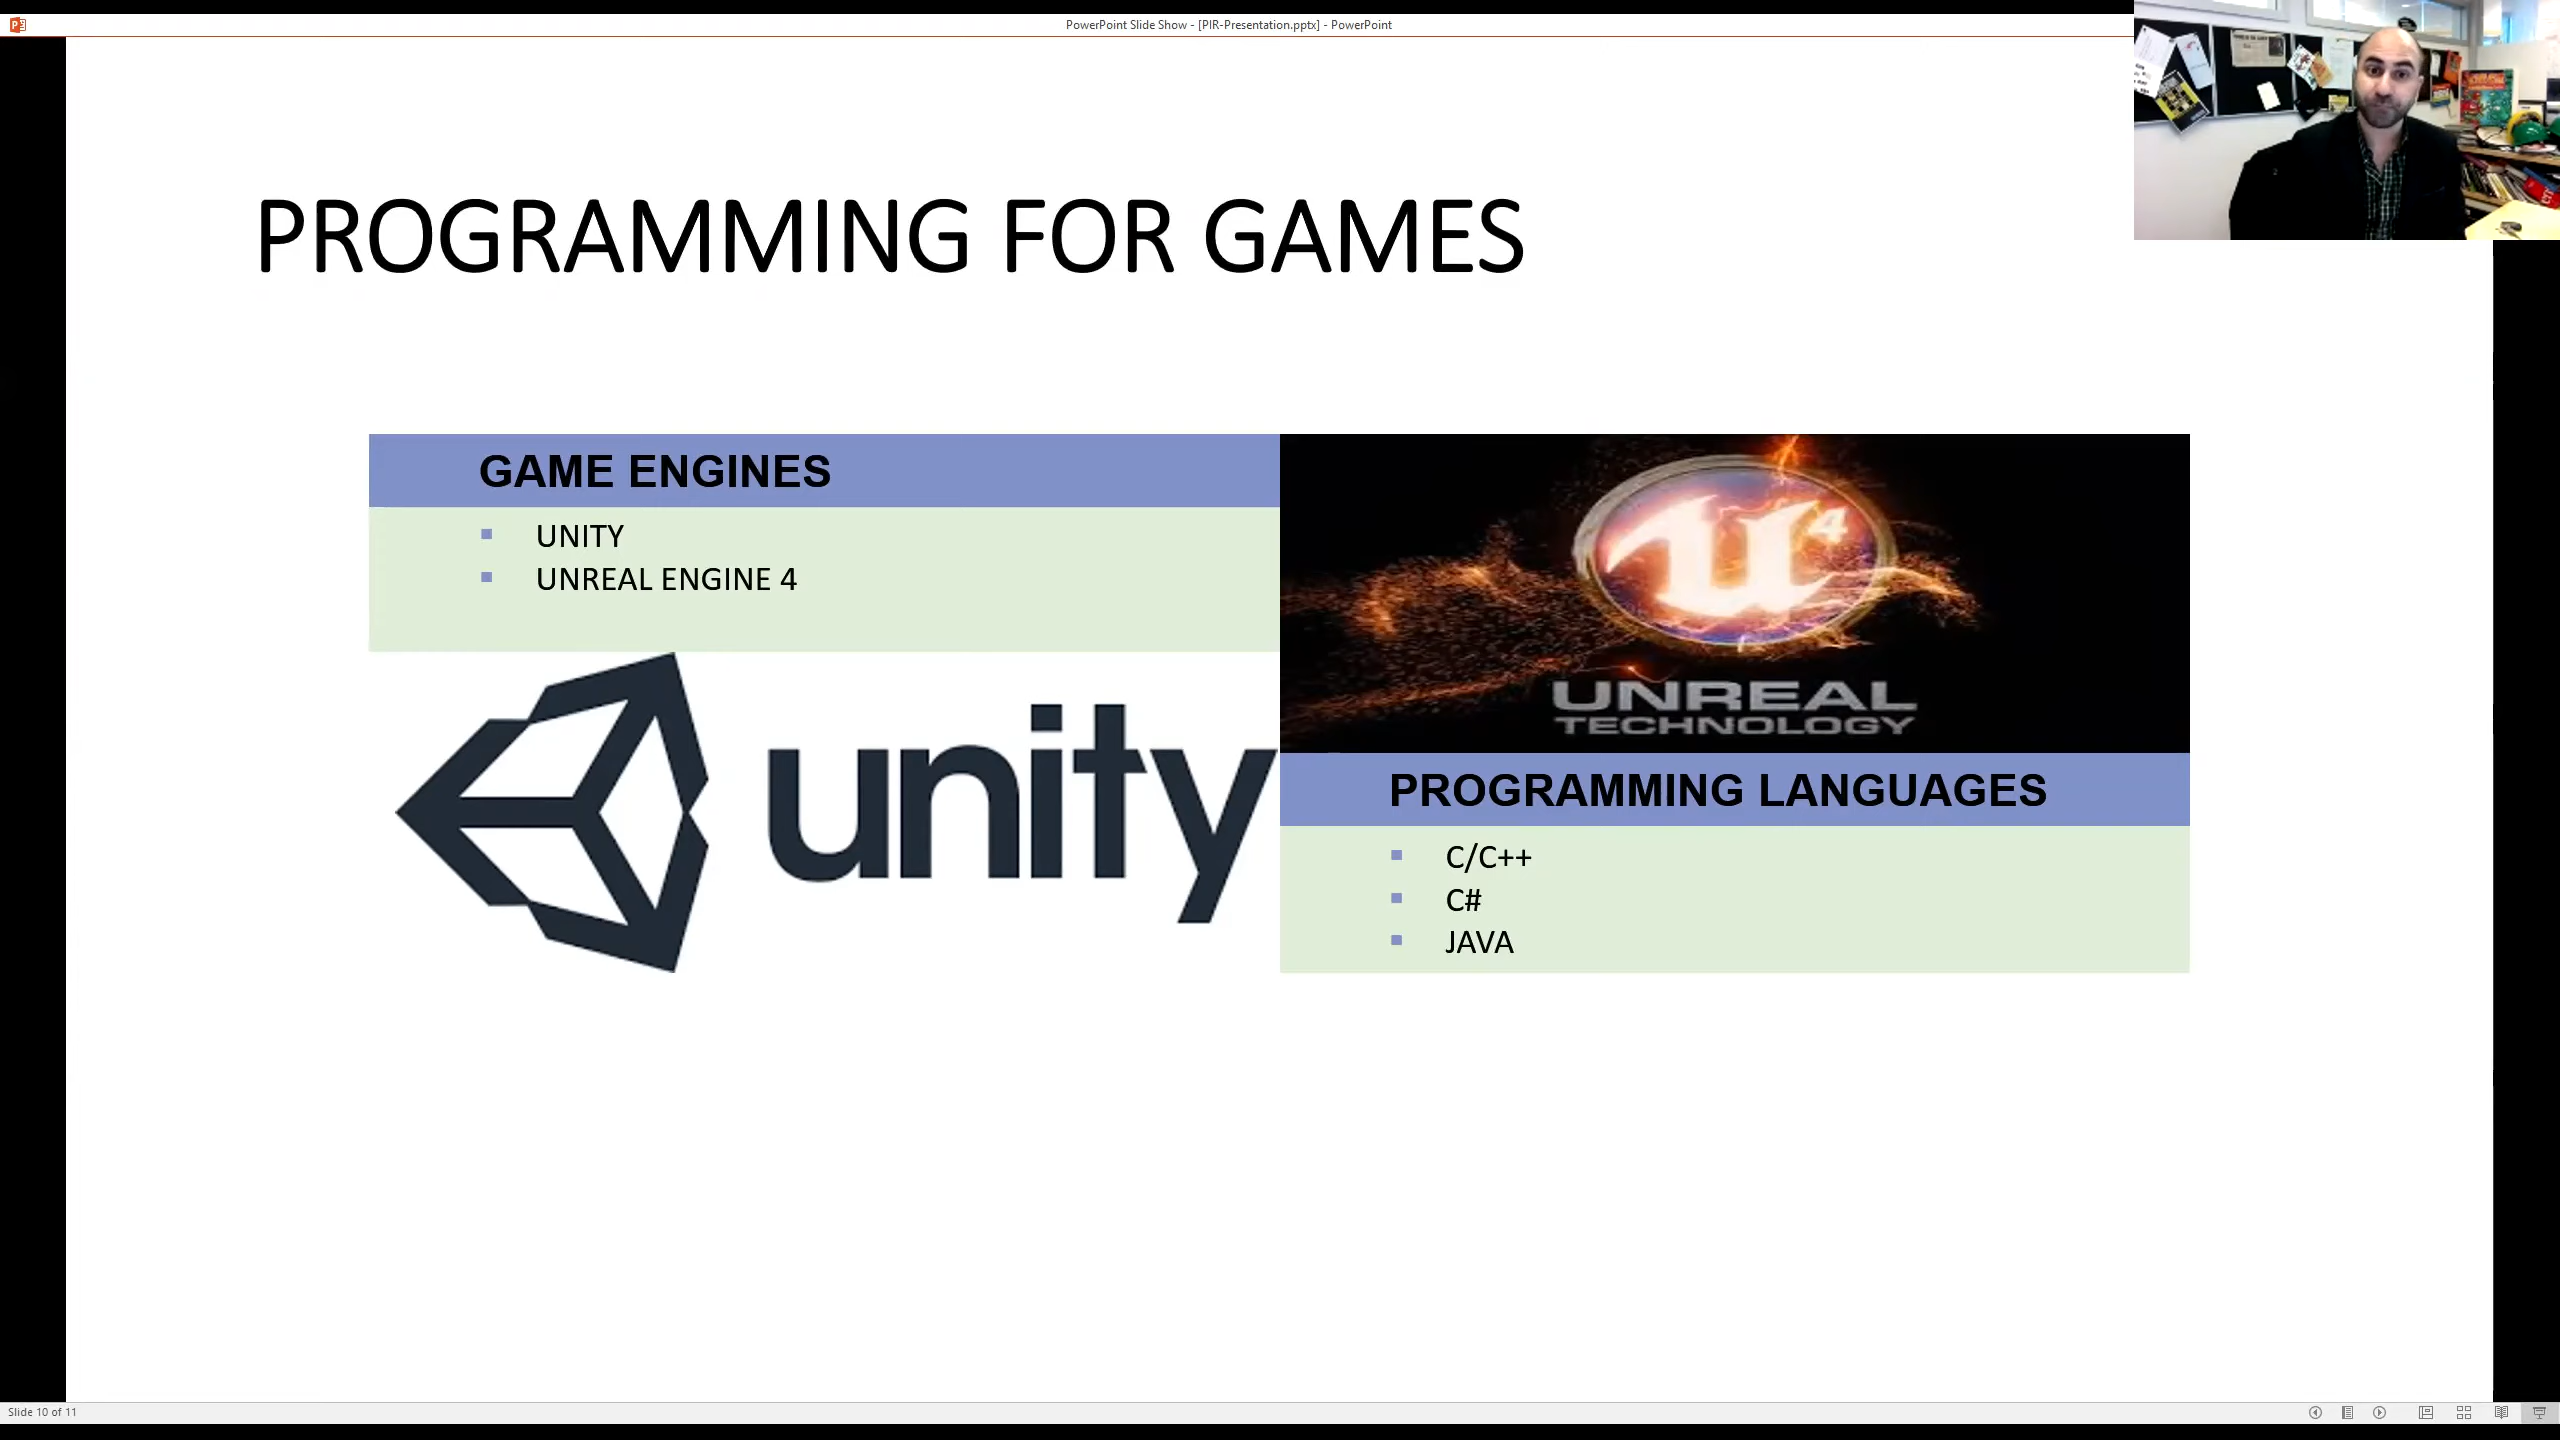 PowerPoint Slide Show - [PIR-Presentation.pptx] - PowerPoint
PROGRAMMING FOR GAMES
GAME ENGINES
UNITY
UNREAL ENGINE 4
unity
U4
UNREAL
TECHNOLOGY
PROGRAMMING LANGUAGES
C/C++
C#
JAVA
Slide 10 of 11